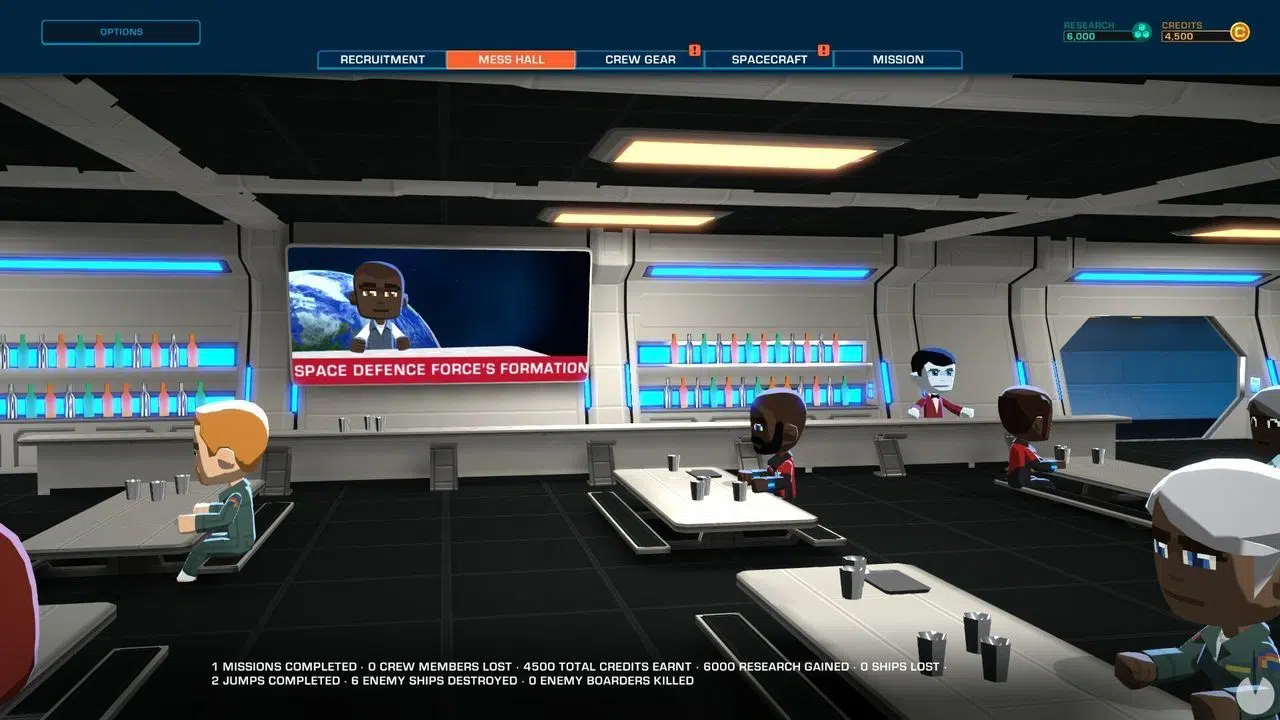 OPTIONS
RESEARCH
6,000
CREDITS
4,500
RECRUITMENT
MESS HALL
CREW GEAR
!
SPACECRAFT
!
MISSION
SPACE DEFENCE FORCE'S FORMATION
1 MISSIONS COMPLETED · 0 CREW MEMBERS LOST · 4500 TOTAL CREDITS EARNT · 6000 RESEARCH GAINED · 0 SHIPS LOST ·
2 JUMPS COMPLETED · 6 ENEMY SHIPS DESTROYED · 0 ENEMY BOARDERS KILLED